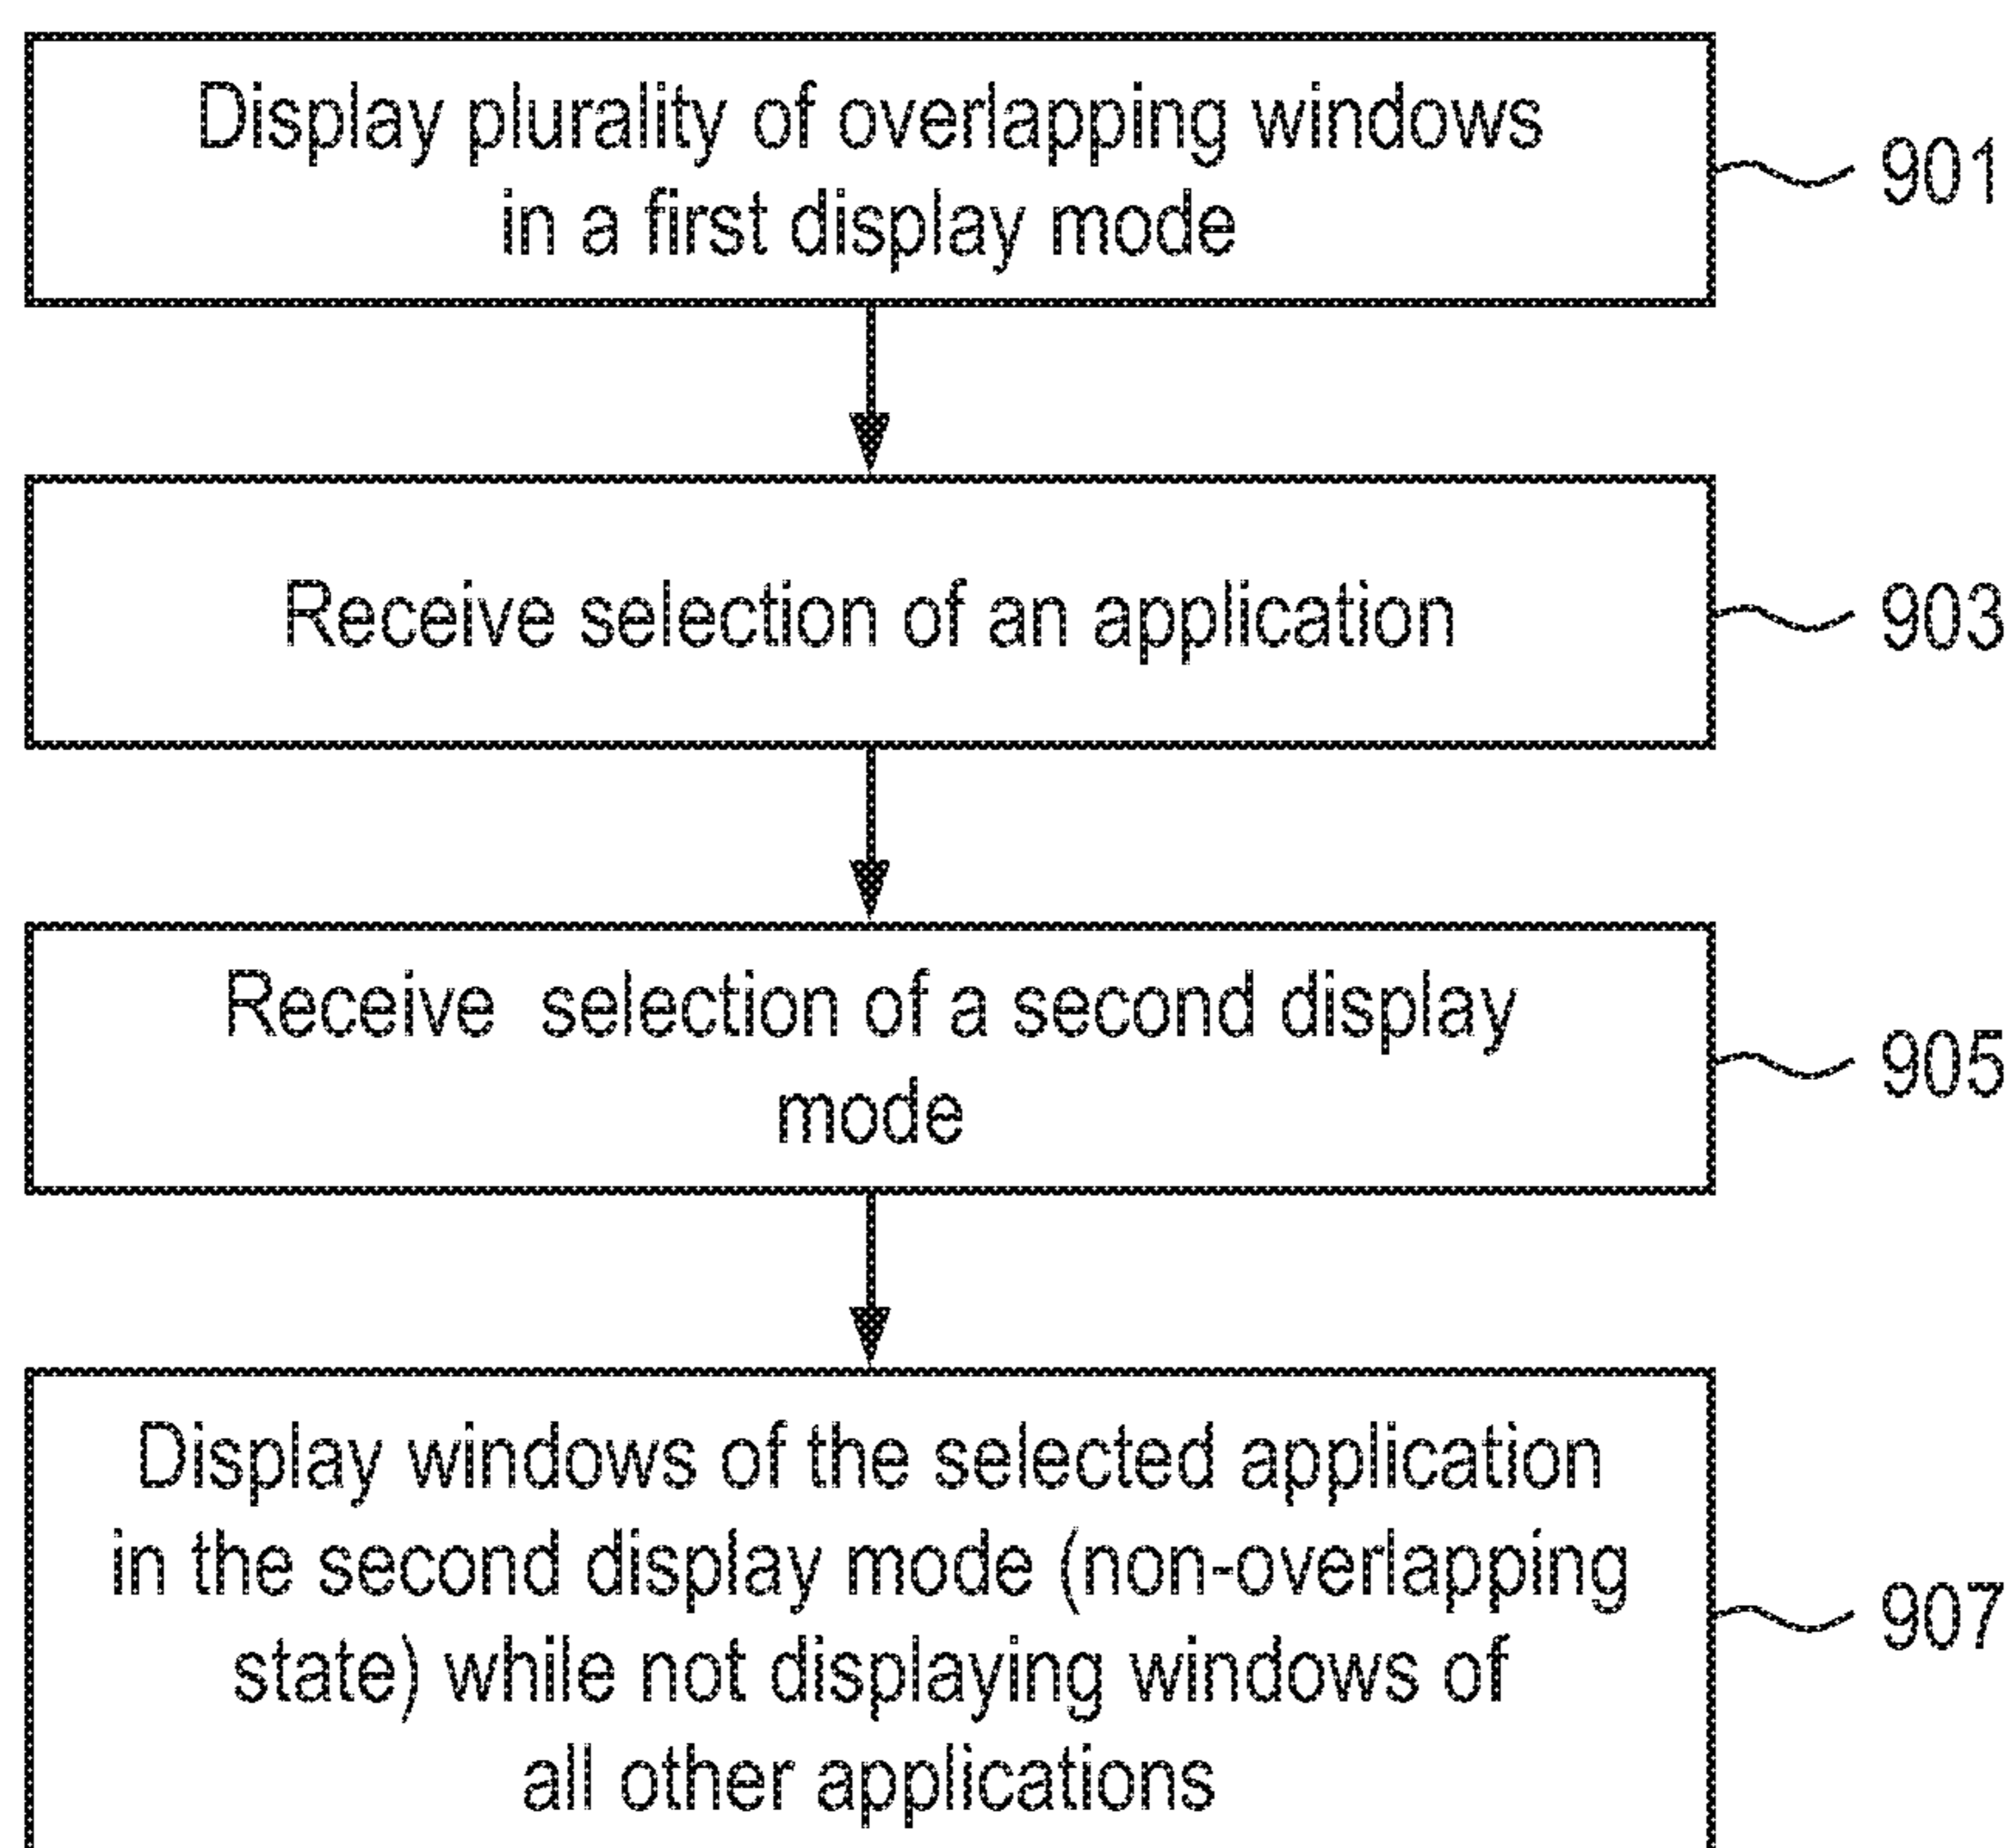 Display plurality of overlapping windows
in a first display mode
901
Receive selection of an application
903
Receive selection of a second display
mode
905
Display windows of the selected application
in the second display mode (non-overlapping
state) while not displaying windows of
all other applications
907